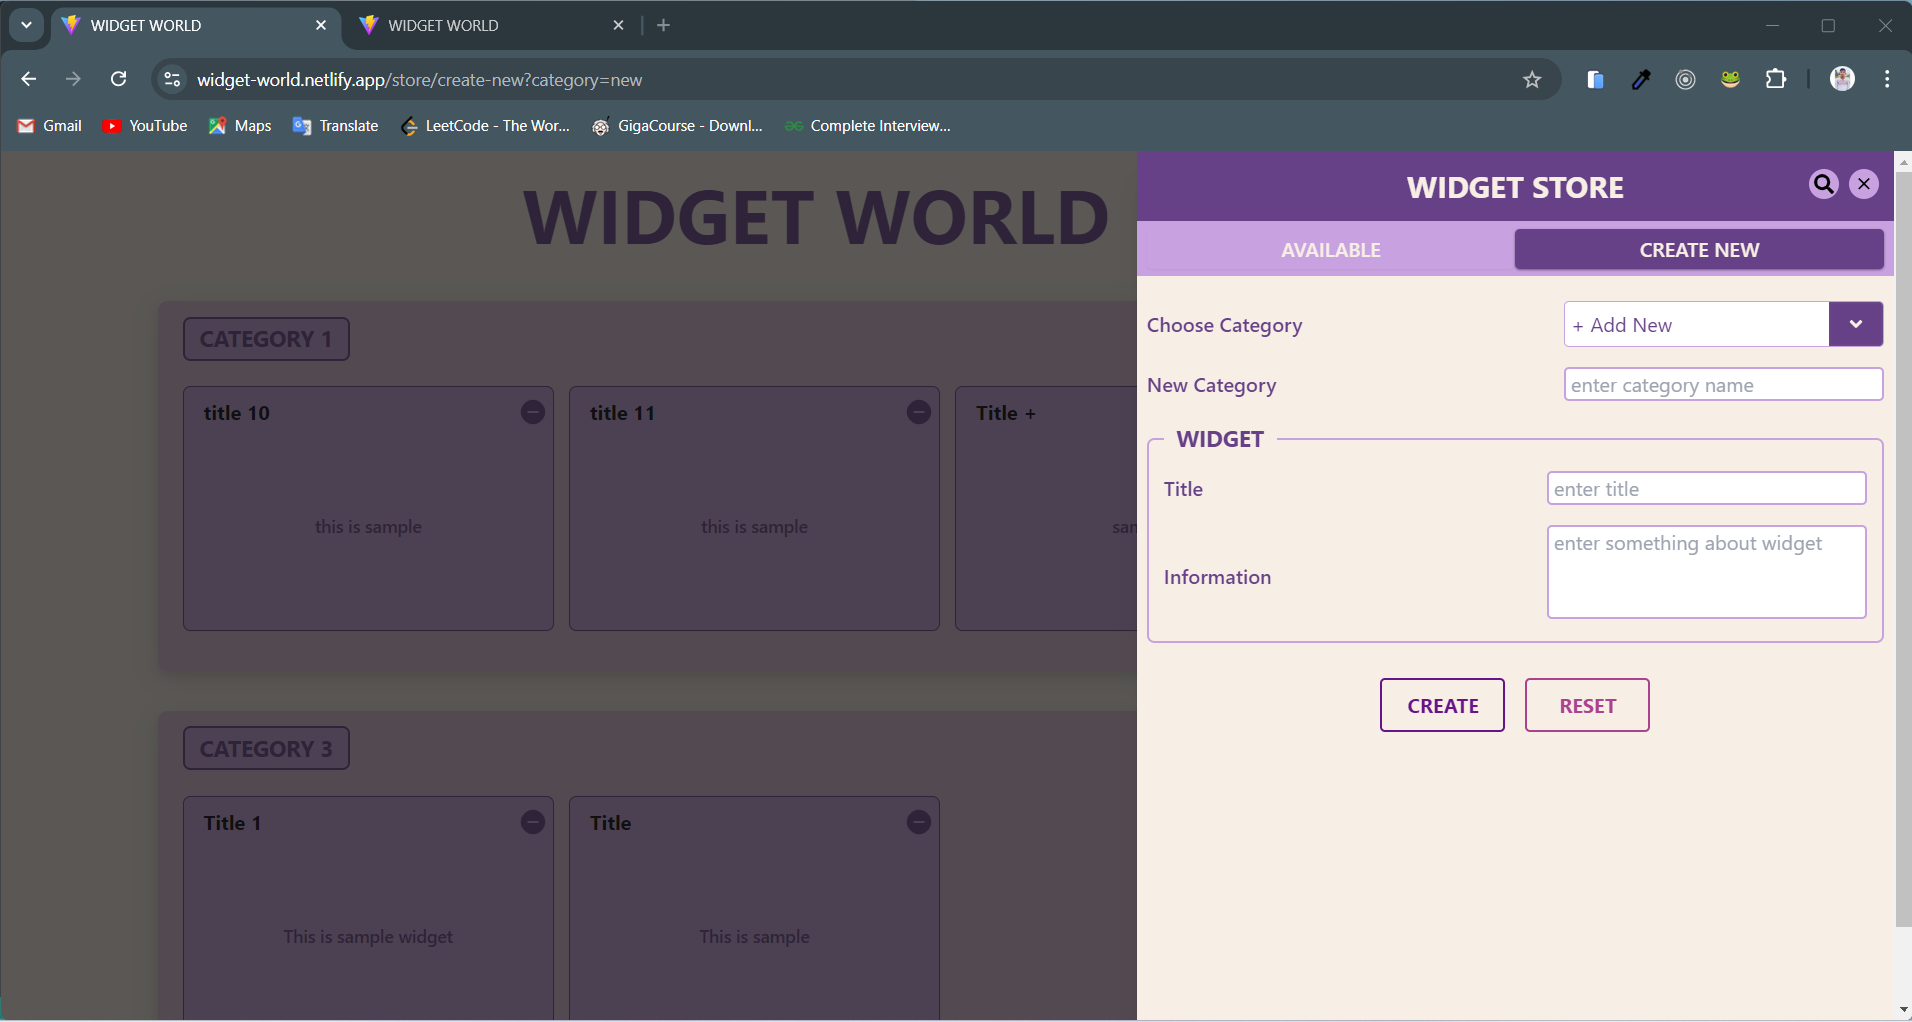 WIDGET WORLD
WIDGET WORLD
widget-world.netlify.app/store/create-new?category=new
Gmail
YouTube
Maps
Translate
LeetCode - The Wor...
GigaCourse - Downl...
Complete Interview...
WIDGET WORLD
CATEGORY 1
title 10
this is sample
title 11
this is sample
Title +
sam
CATEGORY 3
Title 1
This is sample widget
Title
This is sample
WIDGET STORE
AVAILABLE
CREATE NEW
Choose Category
+ Add New
New Category
enter category name
WIDGET
Title
enter title
Information
enter something about widget
CREATE
RESET